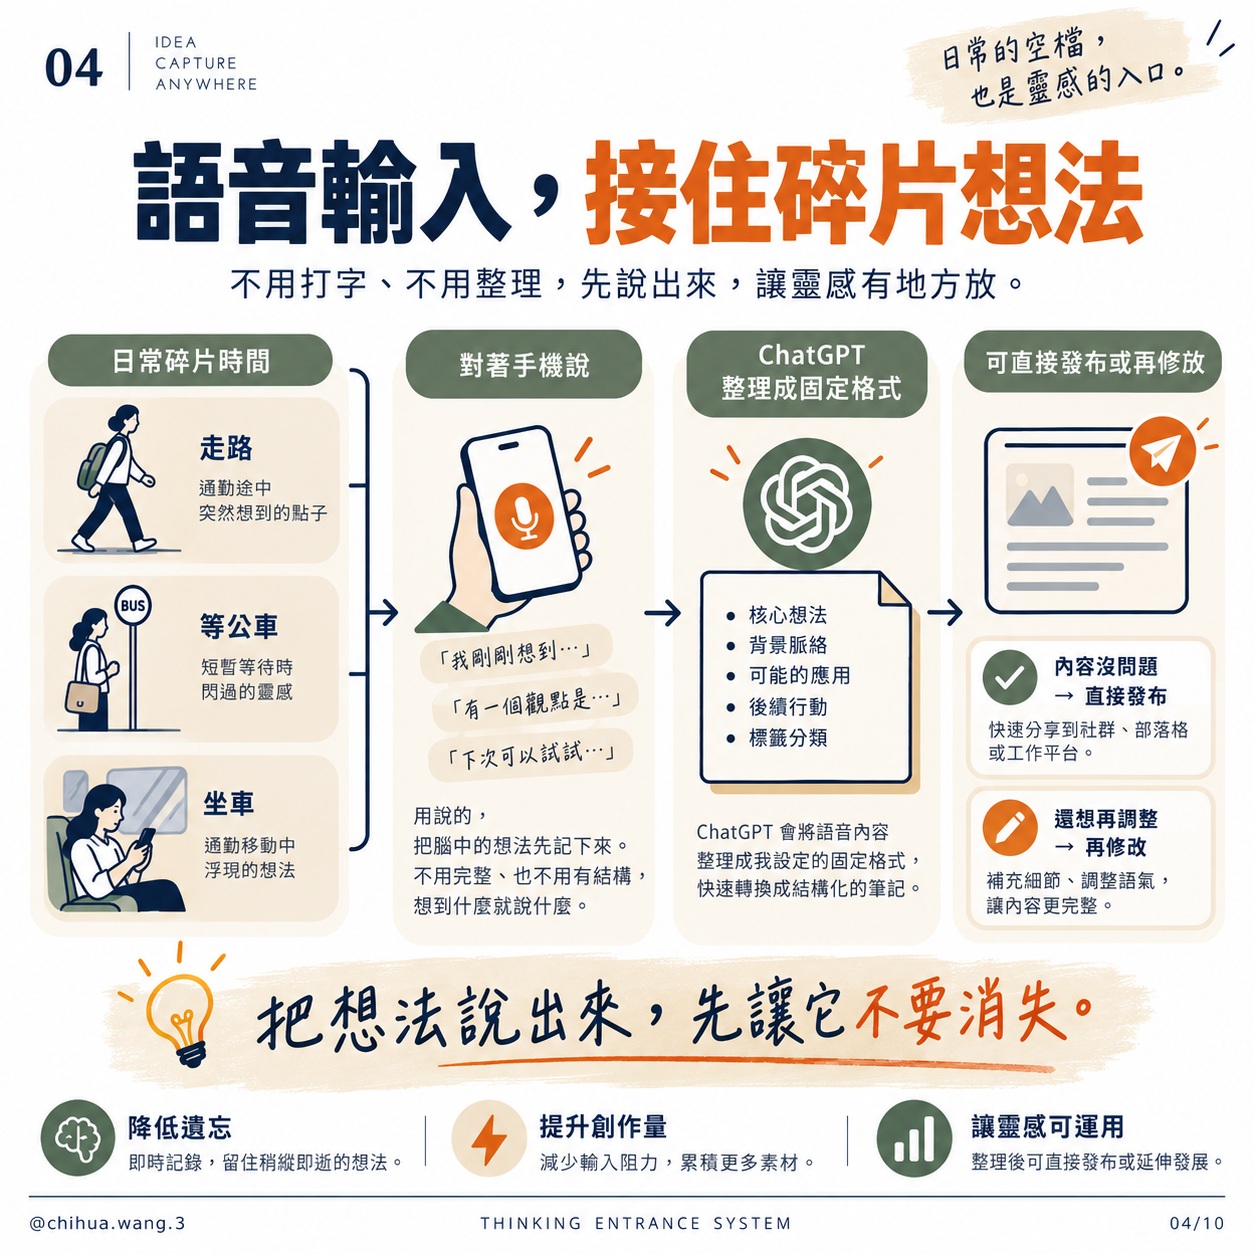 04
IDEA
CAPTURE
ANYWHERE
日常的空檔，
也是靈感的入口。
語音輸入，接住碎片想法
不用打字、不用整理，先說出來，讓靈感有地方放。
日常碎片時間
走路
通勤途中
突然想到的點子
BUS
等公車
短暫等待時
閃過的靈感
坐車
通勤移動中
浮現的想法
對著手機說
「我剛剛想到⋯」
「有一個觀點是⋯」
「下次可以試試⋯」
用說的，
把腦中的想法先記下來。
不用完整、也不用有結構，
想到什麼就說什麼。
ChatGPT
整理成固定格式
• 核心想法
• 背景脈絡
• 可能的應用
• 後續行動
• 標籤分類
ChatGPT 會將語音內容
整理成我設定的固定格式，
快速轉換成結構化的筆記。
可直接發布或再修放
內容沒問題
→ 直接發布
快速分享到社群、部落格
或工作平台。
還想再調整
→ 再修改
補充細節、調整語氣，
讓內容更完整。
把想法說出來，先讓它不要消失。
降低遺忘
即時記錄，留住稍縱即逝的想法。
提升創作量
減少輸入阻力，累積更多素材。
讓靈感可運用
整理後可直接發布或延伸發展。
@chihua.wang.3
THINKING ENTRANCE SYSTEM
04/10